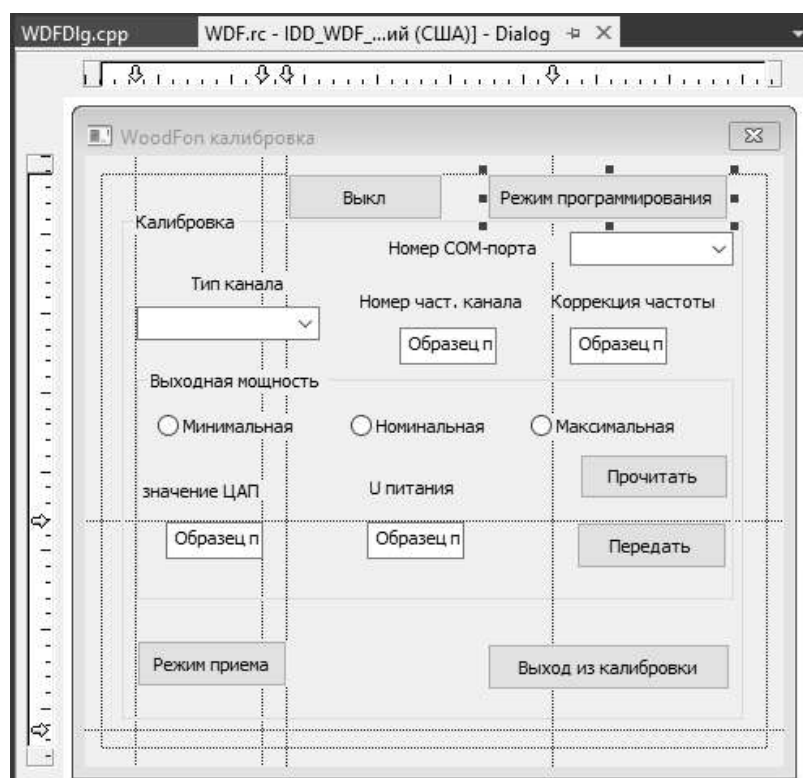 WDFDlg.cpp
WDF.rc - IDD_WDF_...ий (США)] - Dialog
WoodFon калибровка
Выкл
Режим программирования
Калибровка
Номер COM-порта
Тип канала
Номер част. канала
Коррекция частоты
Образец п
Образец п
Выходная мощность
Минимальная
Номинальная
Максимальная
Прочитать
значение ЦАП
U питания
Образец п
Образец п
Передать
Режим приема
Выход из калибровки